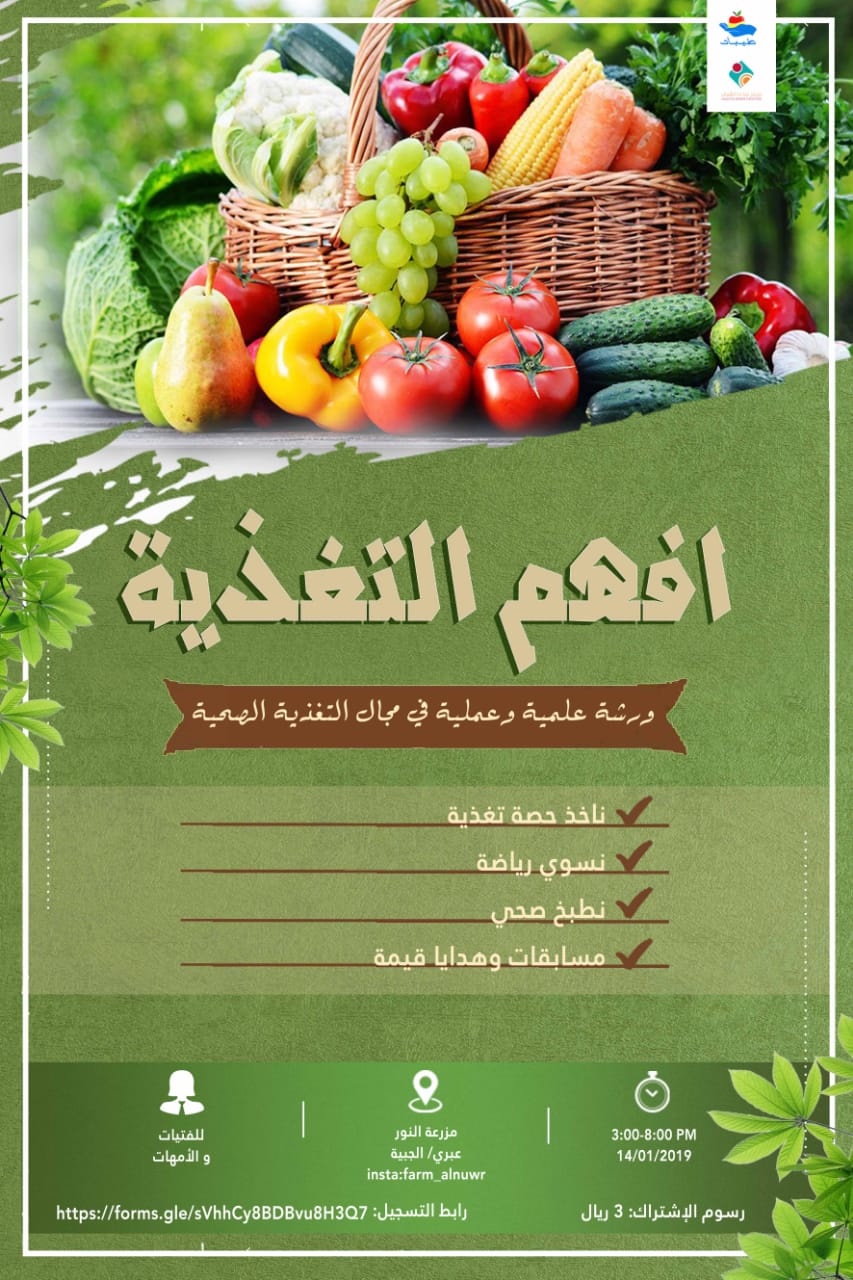 طيبات
افهم التغذية
ورشة علمية وعملية في مجال التغذية الصحية
ناخذ حصة تغذية
نسوي رياضة
نطبخ صحي
مسابقات وهدايا قيمة
3:00-8:00 PM
14/01/2019
مزرعة النور
عبري/ الجبية
insta:farm_alnuwr
للفتيات
و الأمهات
رسوم الإشتراك: 3 ريال
رابط التسجيل: https://forms.gle/sVhhCy8BDBvu8H3Q7